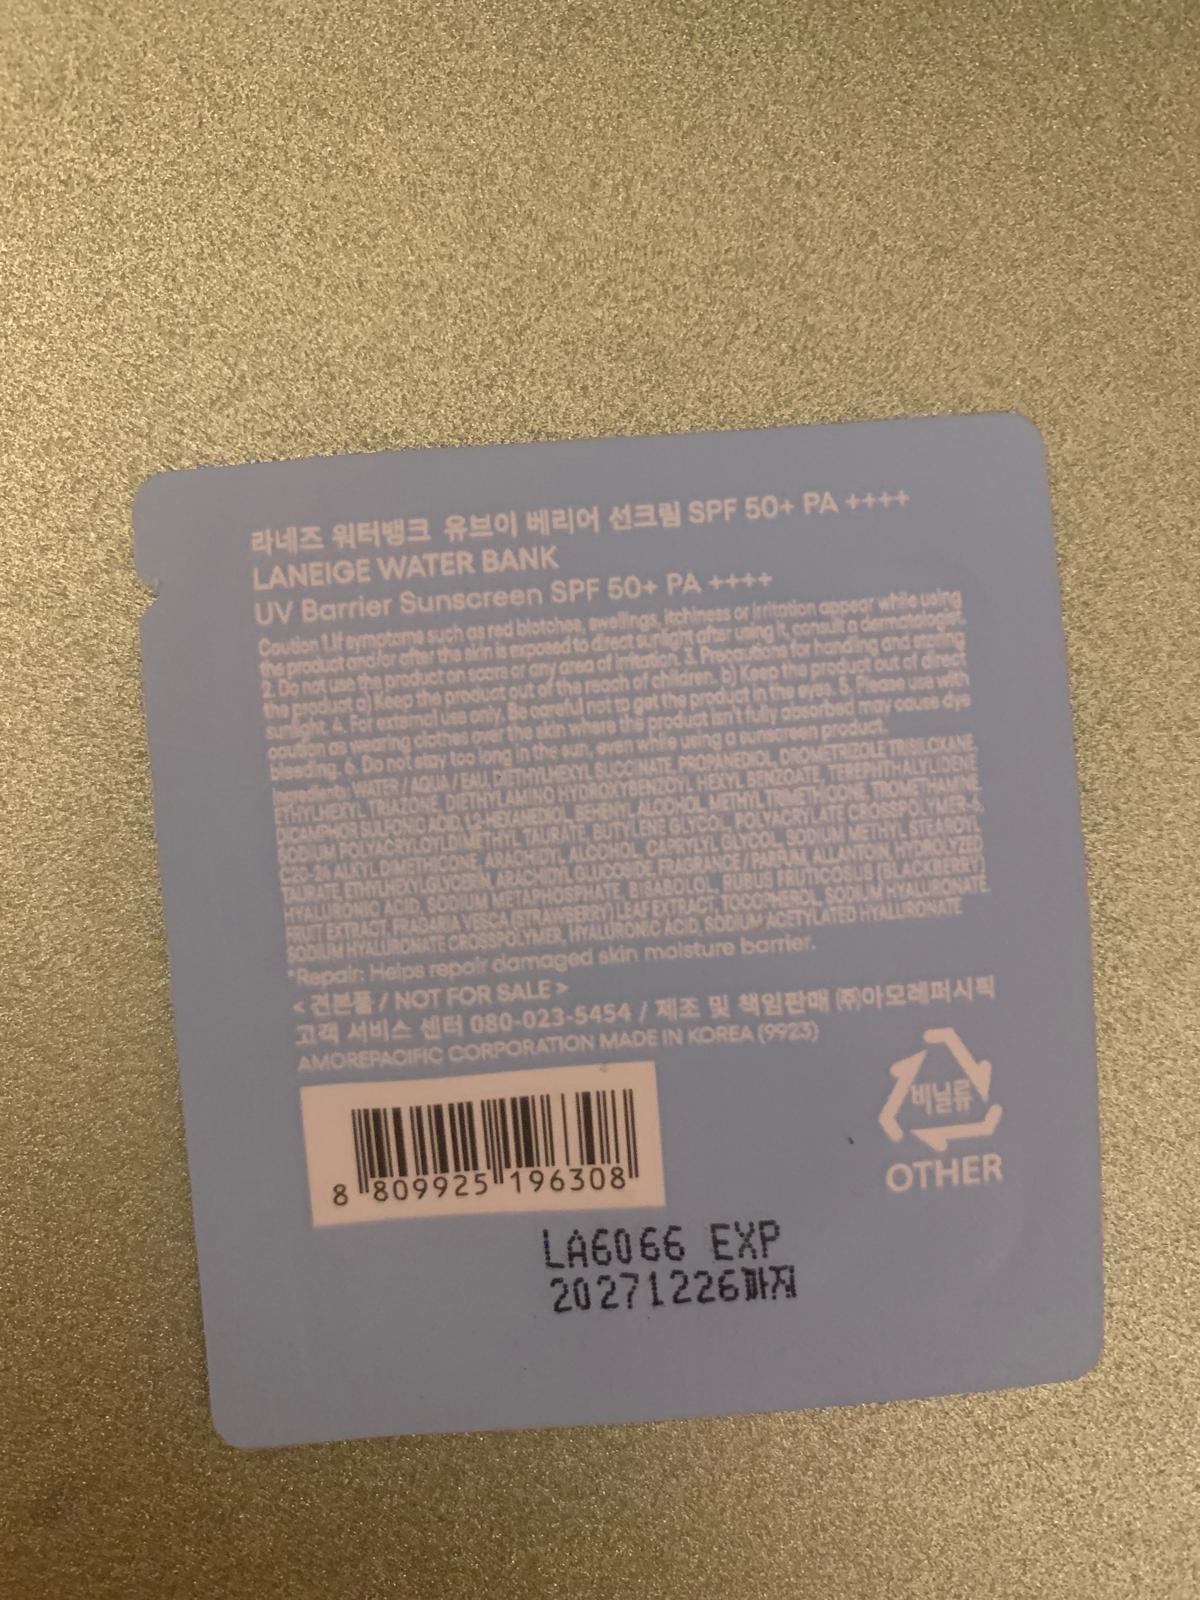 라네즈 워터뱅크 유브이 베리어 선크림 SPF 50+ PA ++++
LANEIGE WATER BANK
UV Barrier Sunscreen SPF 50+ PA ++++
Caution 1.If symptoms such as red blotches, swellings, itchiness or irritation appear while using
the product and/or after the skin is exposed to direct sunlight after using it, consult a dermatologist.
2. Do not use the product on scars or any area of irritation. 3. Precautions for handling and storing
the product a) Keep the product out of the reach of children. b) Keep the product out of direct
sunlight. 4. For external use only. Be careful not to get the product in the eyes. 5. Please use with
caution as wearing clothes over the skin where the product isn't fully absorbed may cause dye
bleeding. 6. Do not stay too long in the sun, even while using a sunscreen product.
Ingredients: WATER / AQUA / EAU, DIETHYLHEXYL SUCCINATE, PROPANEDIOL, DROMETRIZOLE TRISILOXANE,
ETHYLHEXYL TRIAZONE, DIETHYLAMINO HYDROXYBENZOYL HEXYL BENZOATE, TEREPHTHALYLIDENE
DICAMPHOR SULFONIC ACID, 1,2-HEXANEDIOL, BEHENYL ALCOHOL, METHYL TRIMETHICONE, TROMETHAMINE,
SODIUM POLYACRYLOYLDIMETHYL TAURATE, BUTYLENE GLYCOL, POLYACRYLATE CROSSPOLYMER-6,
C20-24 ALKYL DIMETHICONE, ARACHIDYL ALCOHOL, CAPRYLYL GLYCOL, SODIUM METHYL STEAROYL
TAURATE, ETHYLHEXYLGLYCERIN, ARACHIDYL GLUCOSIDE, FRAGRANCE / PARFUM, ALLANTOIN, HYDROLYZED
HYALURONIC ACID, SODIUM METAPHOSPHATE, BISABOLOL, RUBUS FRUTICOSUS (BLACKBERRY)
FRUIT EXTRACT, FRAGARIA VESCA (STRAWBERRY) LEAF EXTRACT, TOCOPHEROL, SODIUM HYALURONATE,
SODIUM HYALURONATE CROSSPOLYMER, HYALURONIC ACID, SODIUM ACETYLATED HYALURONATE
*Repair: Helps repair damaged skin moisture barrier.
< 견본품 / NOT FOR SALE >
고객 서비스 센터 080-023-5454 / 제조 및 책임판매 ㈜아모레퍼시픽
AMOREPACIFIC CORPORATION MADE IN KOREA (9923)
비닐류
OTHER
8 809925 196308
LA6066 EXP
20271226까지